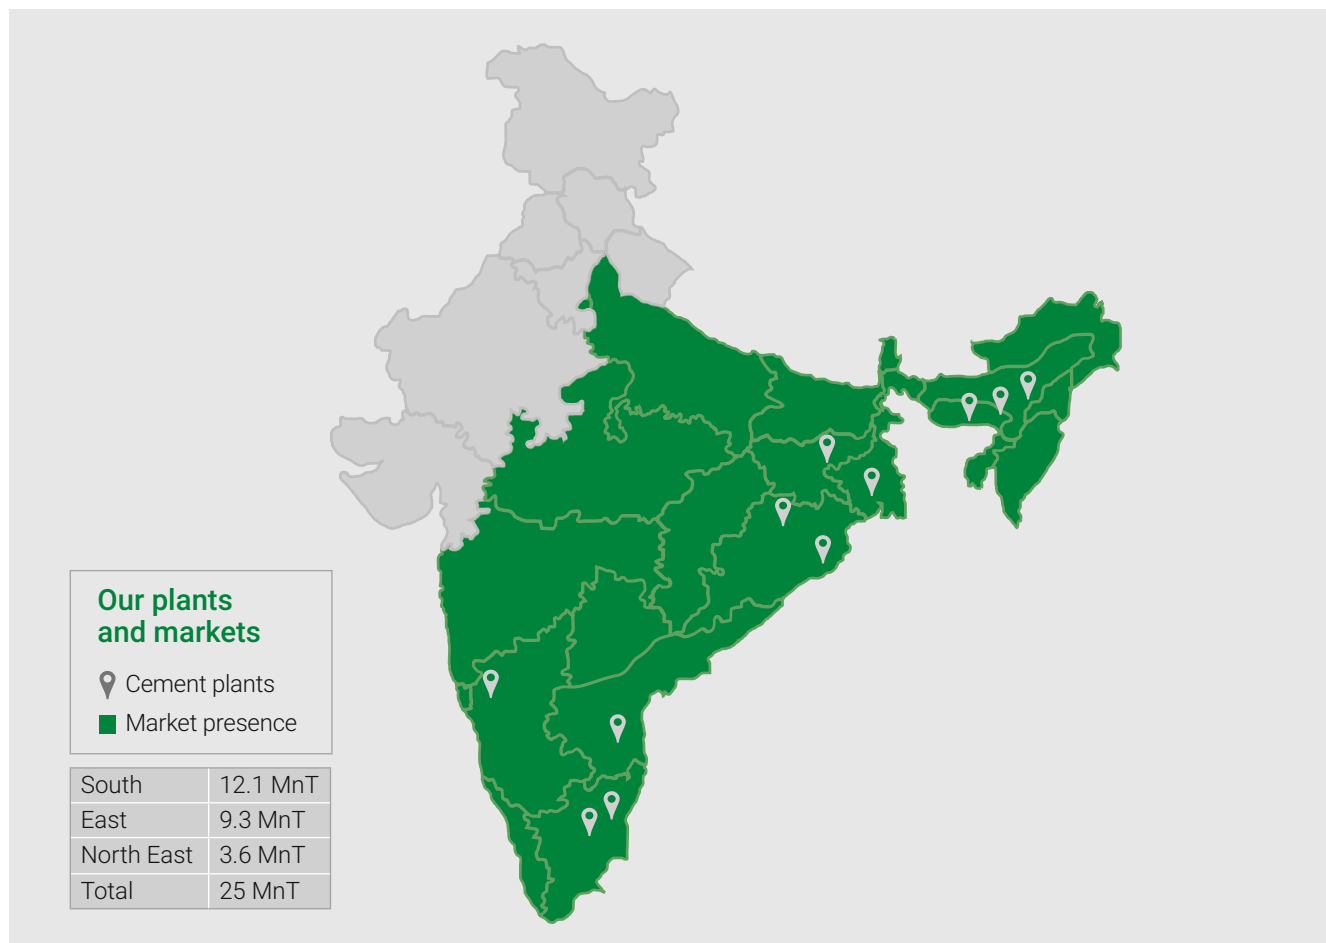 Our plants
and markets
Cement plants
Market presence
South 12.1 MnT
East 9.3 MnT
North East 3.6 MnT
Total 25 MnT